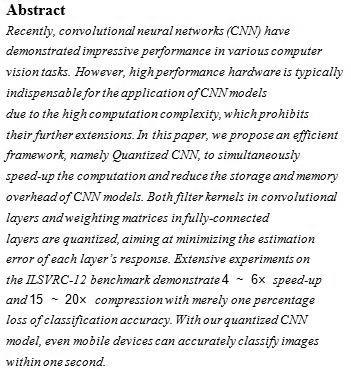 Abstract
Recently, convolutional neural networks (CNN) have
demonstrated impressive performance in various computer
vision tasks. However, high performance hardware is typically
indispensable for the application of CNN models
due to the high computation complexity, which prohibits
their further extensions. In this paper, we propose an efficient
framework, namely Quantized CNN, to simultaneously
speed-up the computation and reduce the storage and memory
overhead of CNN models. Both filter kernels in convolutional
layers and weighting matrices in fully-connected
layers are quantized, aiming at minimizing the estimation
error of each layer's response. Extensive experiments on
the ILSVRC-12 benchmark demonstrate 4 ~ 6× speed-up
and 15 ~ 20× compression with merely one percentage
loss of classification accuracy. With our quantized CNN
model, even mobile devices can accurately classify images
within one second.